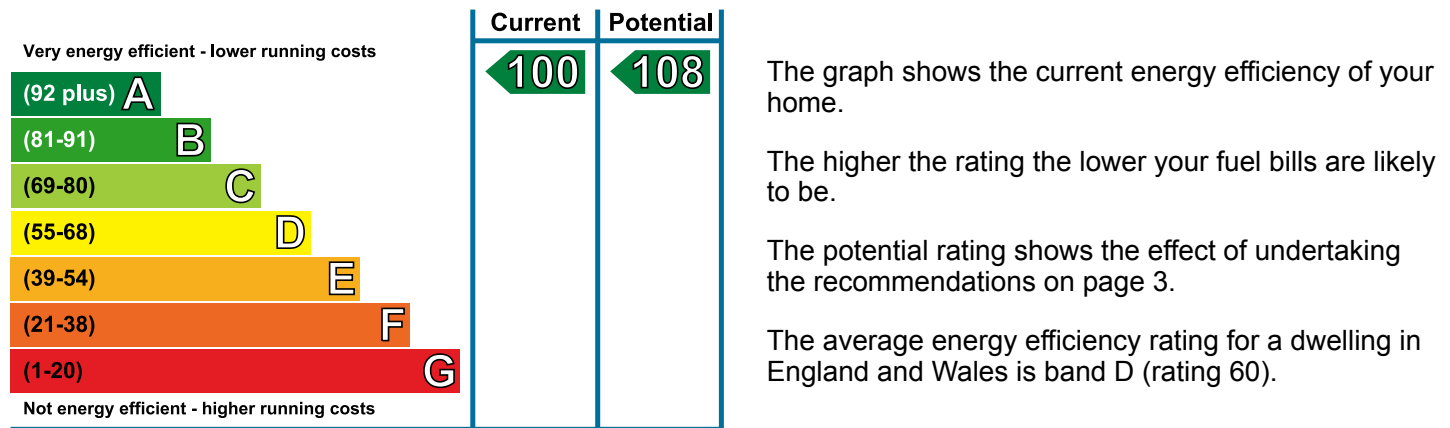 Current Potential
Very energy efficient - lower running costs
100 108
(92 plus) A
(81-91) B
(69-80) C
(55-68) D
(39-54) E
(21-38) F
(1-20) G
Not energy efficient - higher running costs
The graph shows the current energy efficiency of your
home.
The higher the rating the lower your fuel bills are likely
to be.
The potential rating shows the effect of undertaking
the recommendations on page 3.
The average energy efficiency rating for a dwelling in
England and Wales is band D (rating 60).